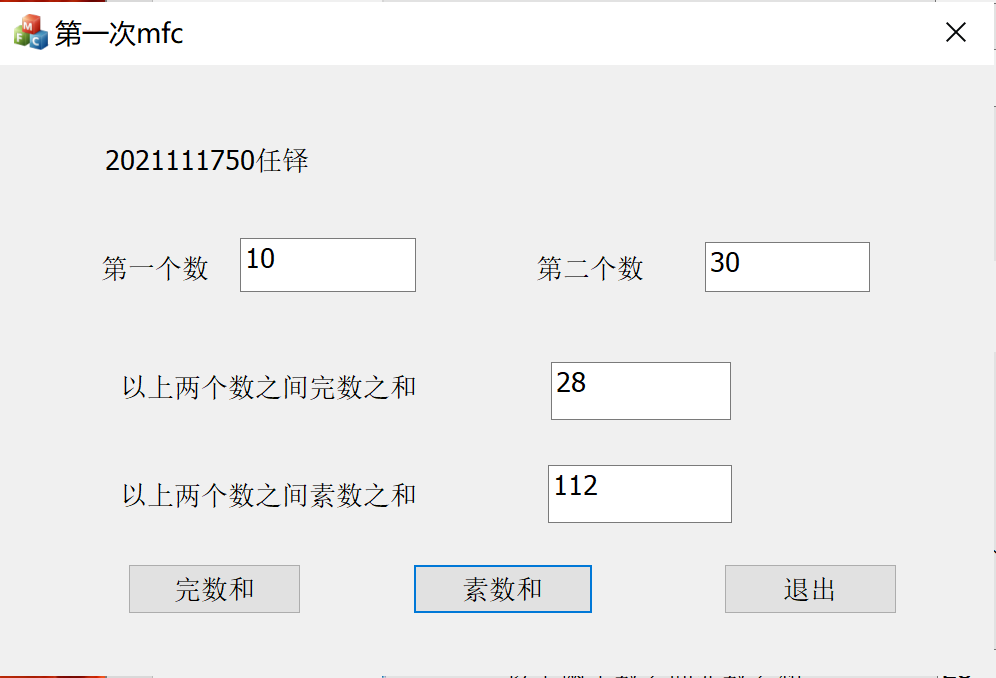 第一次mfc
2021111750任铎
第一个数 10 第二个数 30
以上两个数之间完数之和 28
以上两个数之间素数之和 112
完数和 素数和 退出